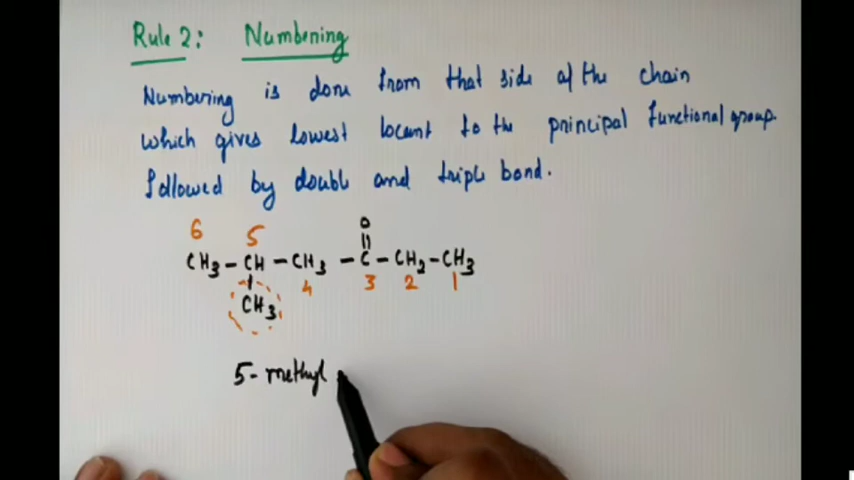 Rule 2: Numbering
Numbering is done from that side of the chain
which gives lowest locant to the principal functional group
followed by double and triple bond.
6 5 O
CH3 - CH - CH3 - C - CH2 - CH3
4 3 2 1
CH3
5- methyl